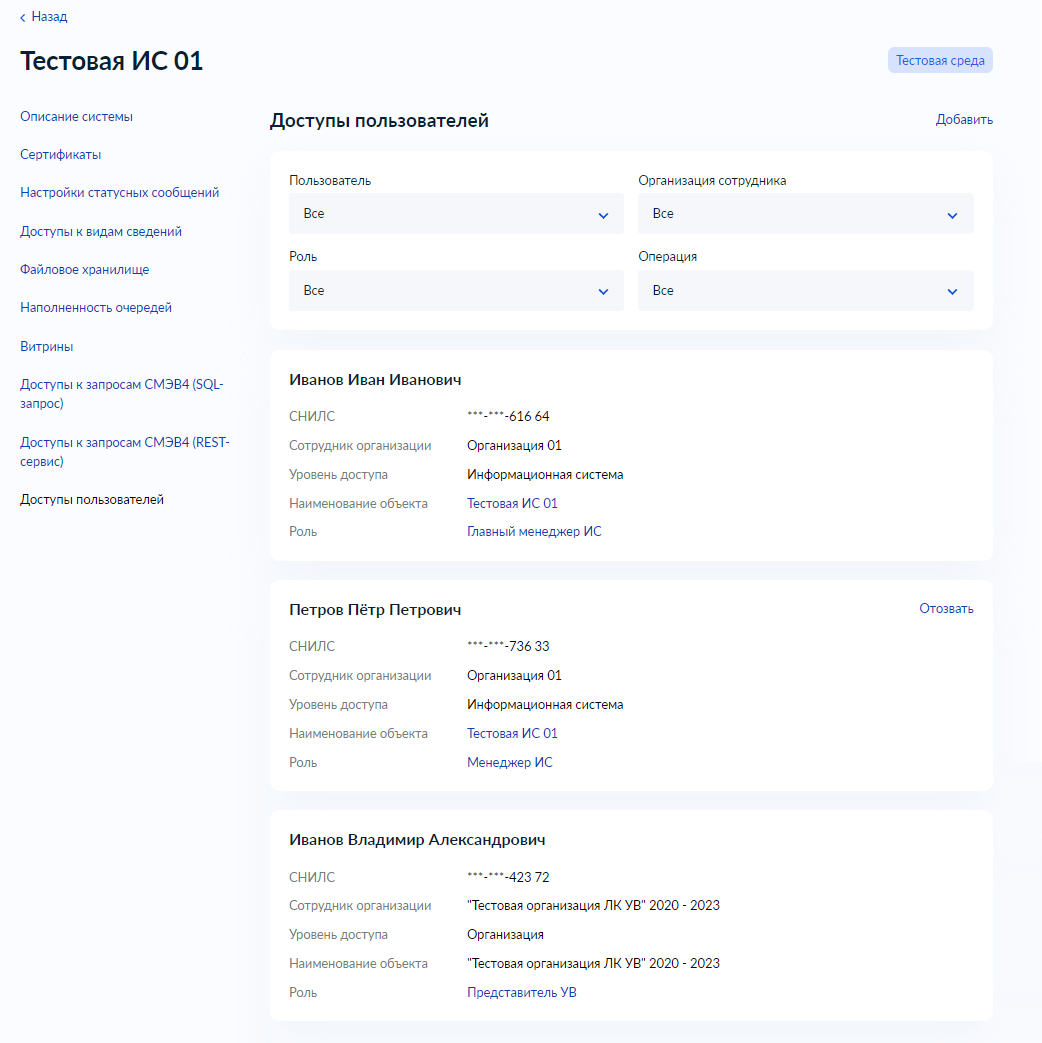 Назад
Тестовая ИС 01
Тестовая среда
Описание системы
Сертификаты
Настройки статусных сообщений
Доступы к видам сведений
Файловое хранилище
Наполненность очередей
Витрины
Доступы к запросам СМЭВ4 (SQL-
запрос)
Доступы к запросам СМЭВ4 (REST-
сервис)
Доступы пользователей
Доступы пользователей
Добавить
Пользователь
Все
Организация сотрудника
Все
Роль
Все
Операция
Все
Иванов Иван Иванович
СНИЛС ***-***-616 64
Сотрудник организации Организация 01
Уровень доступа Информационная система
Наименование объекта Тестовая ИС 01
Роль Главный менеджер ИС
Петров Пётр Петрович
Отозвать
СНИЛС ***-***-736 33
Сотрудник организации Организация 01
Уровень доступа Информационная система
Наименование объекта Тестовая ИС 01
Роль Менеджер ИС
Иванов Владимир Александрович
СНИЛС ***-***-423 72
Сотрудник организации "Тестовая организация ЛК УВ" 2020 - 2023
Уровень доступа Организация
Наименование объекта "Тестовая организация ЛК УВ" 2020 - 2023
Роль Представитель УВ